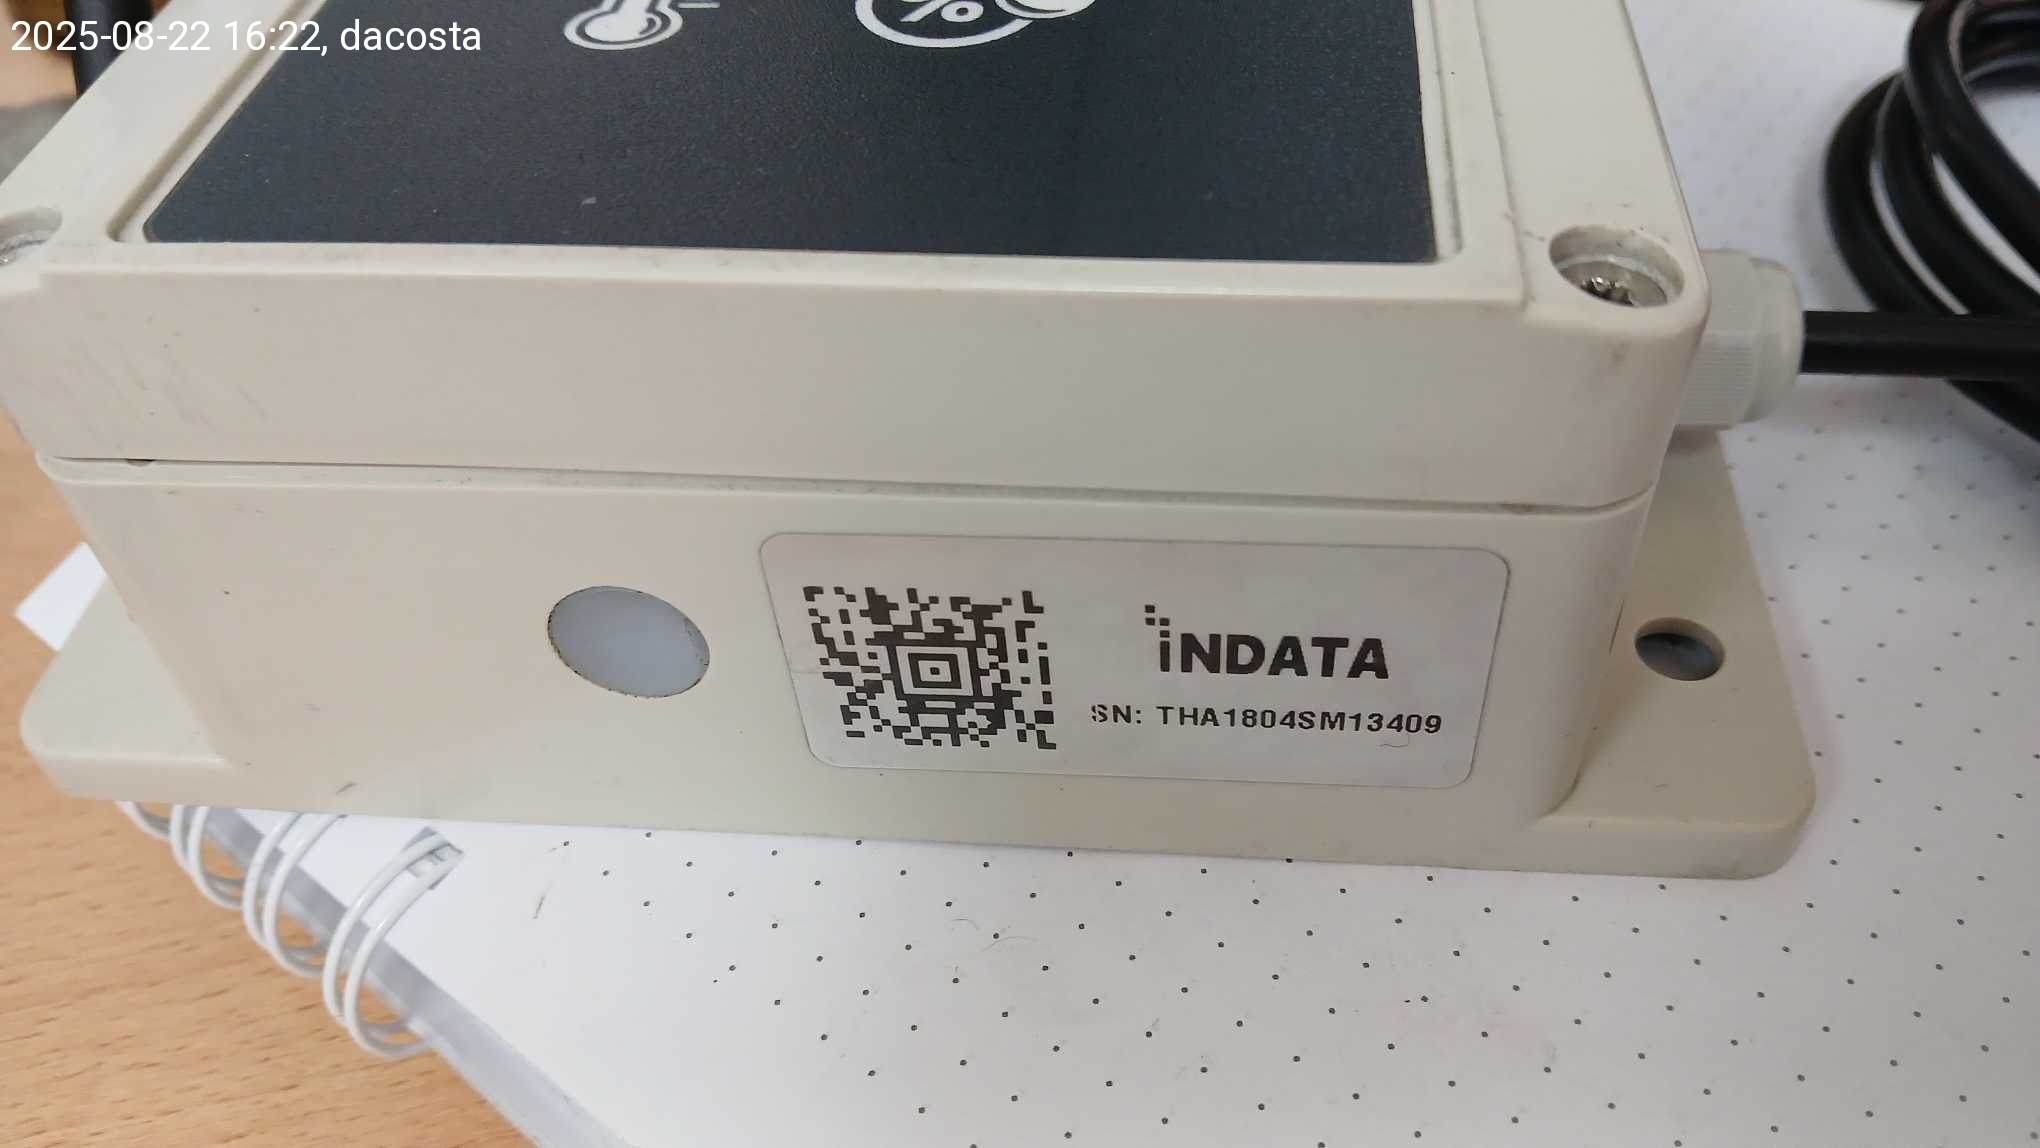 2025-08-22 16:22, dacosta
%
iNDATA
SN: THA1804SM13409